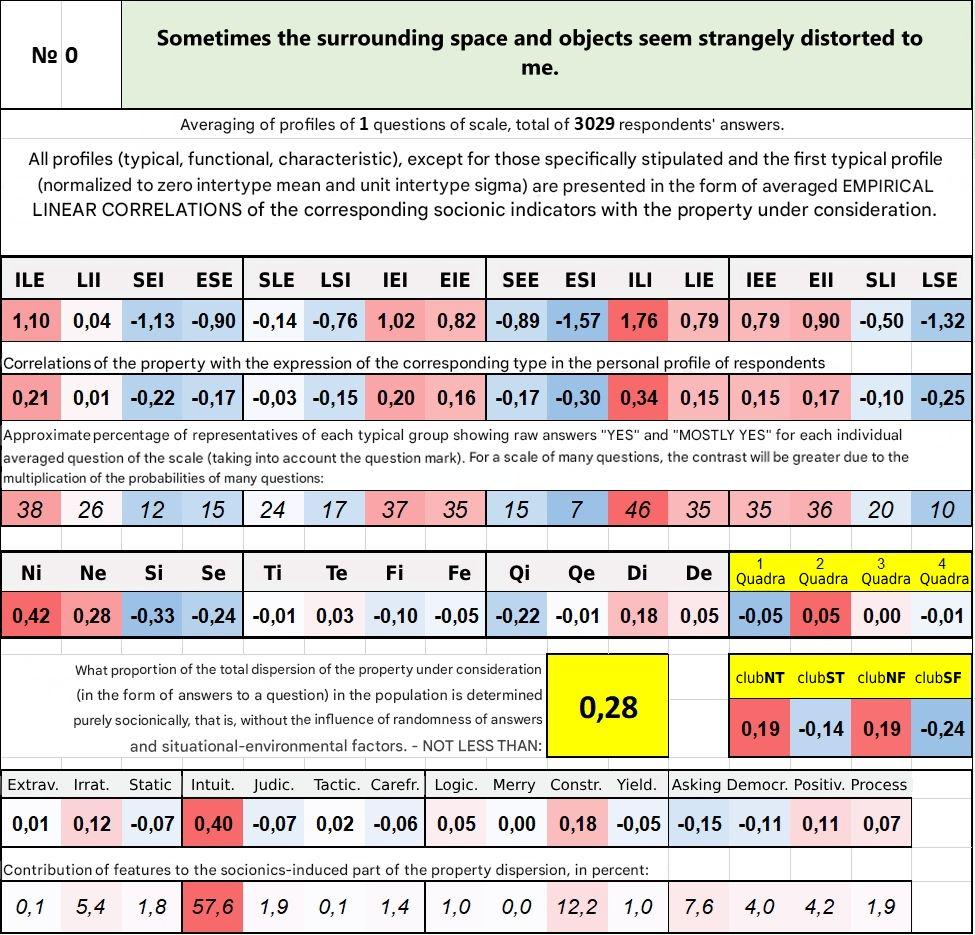 № 0
Sometimes the surrounding space and objects seem strangely distorted to
me.
Averaging of profiles of 1 questions of scale, total of 3029 respondents' answers.
All profiles (typical, functional, characteristic), except for those specifically stipulated and the first typical profile
(normalized to zero intertype mean and unit intertype sigma) are presented in the form of averaged EMPIRICAL
LINEAR CORRELATIONS of the corresponding socionic indicators with the property under consideration.
ILE LII SEI ESE SLE LSI IEI EIE SEE ESI ILI LIE IEE EII SLI LSE
1,10 0,04 -1,13 -0,90 -0,14 -0,76 1,02 0,82 -0,89 -1,57 1,76 0,79 0,79 0,90 -0,50 -1,32
Correlations of the property with the expression of the corresponding type in the personal profile of respondents
0,21 0,01 -0,22 -0,17 -0,03 -0,15 0,20 0,16 -0,17 -0,30 0,34 0,15 0,15 0,17 -0,10 -0,25
Approximate percentage of representatives of each typical group showing raw answers "YES" and "MOSTLY YES" for each individual
averaged question of the scale (taking into account the question mark). For a scale of many questions, the contrast will be greater due to the
multiplication of the probabilities of many questions:
38 26 12 15 24 17 37 35 15 7 46 35 35 36 20 10
Ni Ne Si Se Ti Te Fi Fe Qi Qe Di De 1 Quadra 2 Quadra 3 Quadra 4 Quadra
0,42 0,28 -0,33 -0,24 -0,01 0,03 -0,10 -0,05 -0,22 -0,01 0,18 0,05 -0,05 0,05 0,00 -0,01
What proportion of the total dispersion of the property under consideration
(in the form of answers to a question) in the population is determined
purely socionically, that is, without the influence of randomness of answers
and situational-environmental factors. - NOT LESS THAN:
0,28
clubNT clubST clubNF clubSF
0,19 -0,14 0,19 -0,24
Extrav. Irrat. Static Intuit. Judic. Tactic. Carefr. Logic. Merry Constr. Yield. Asking Democr. Positiv. Process
0,01 0,12 -0,07 0,40 -0,07 0,02 -0,06 0,05 0,00 0,18 -0,05 -0,15 -0,11 0,11 0,07
Contribution of features to the socionics-induced part of the property dispersion, in percent:
0,1 5,4 1,8 57,6 1,9 0,1 1,4 1,0 0,0 12,2 1,0 7,6 4,0 4,2 1,9